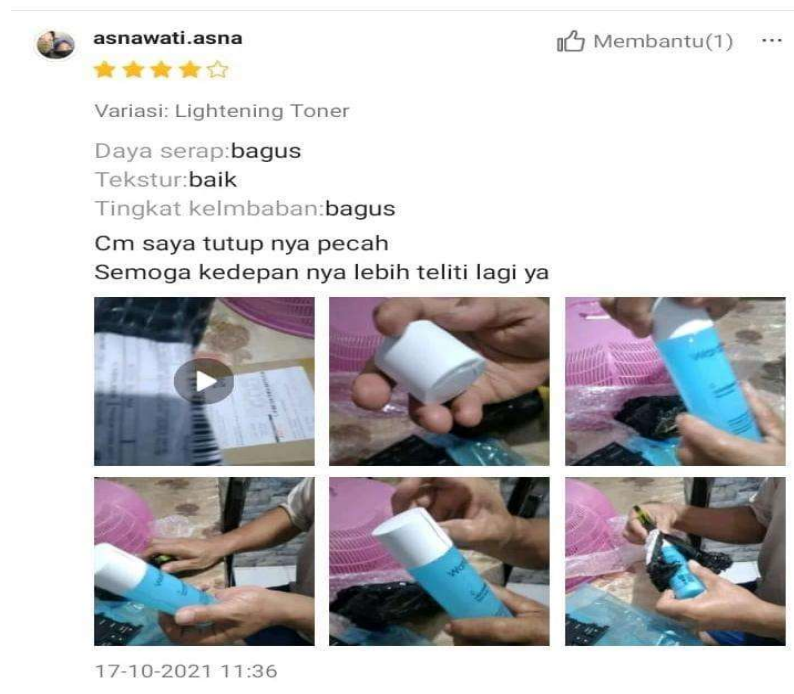 asnawati.asna
Membantu(1)
Variasi: Lightening Toner
Daya serap:bagus
Tekstur:baik
Tingkat kelmbaban:bagus
Cm saya tutup nya pecah
Semoga kedepan nya lebih teliti lagi ya
17-10-2021 11:36